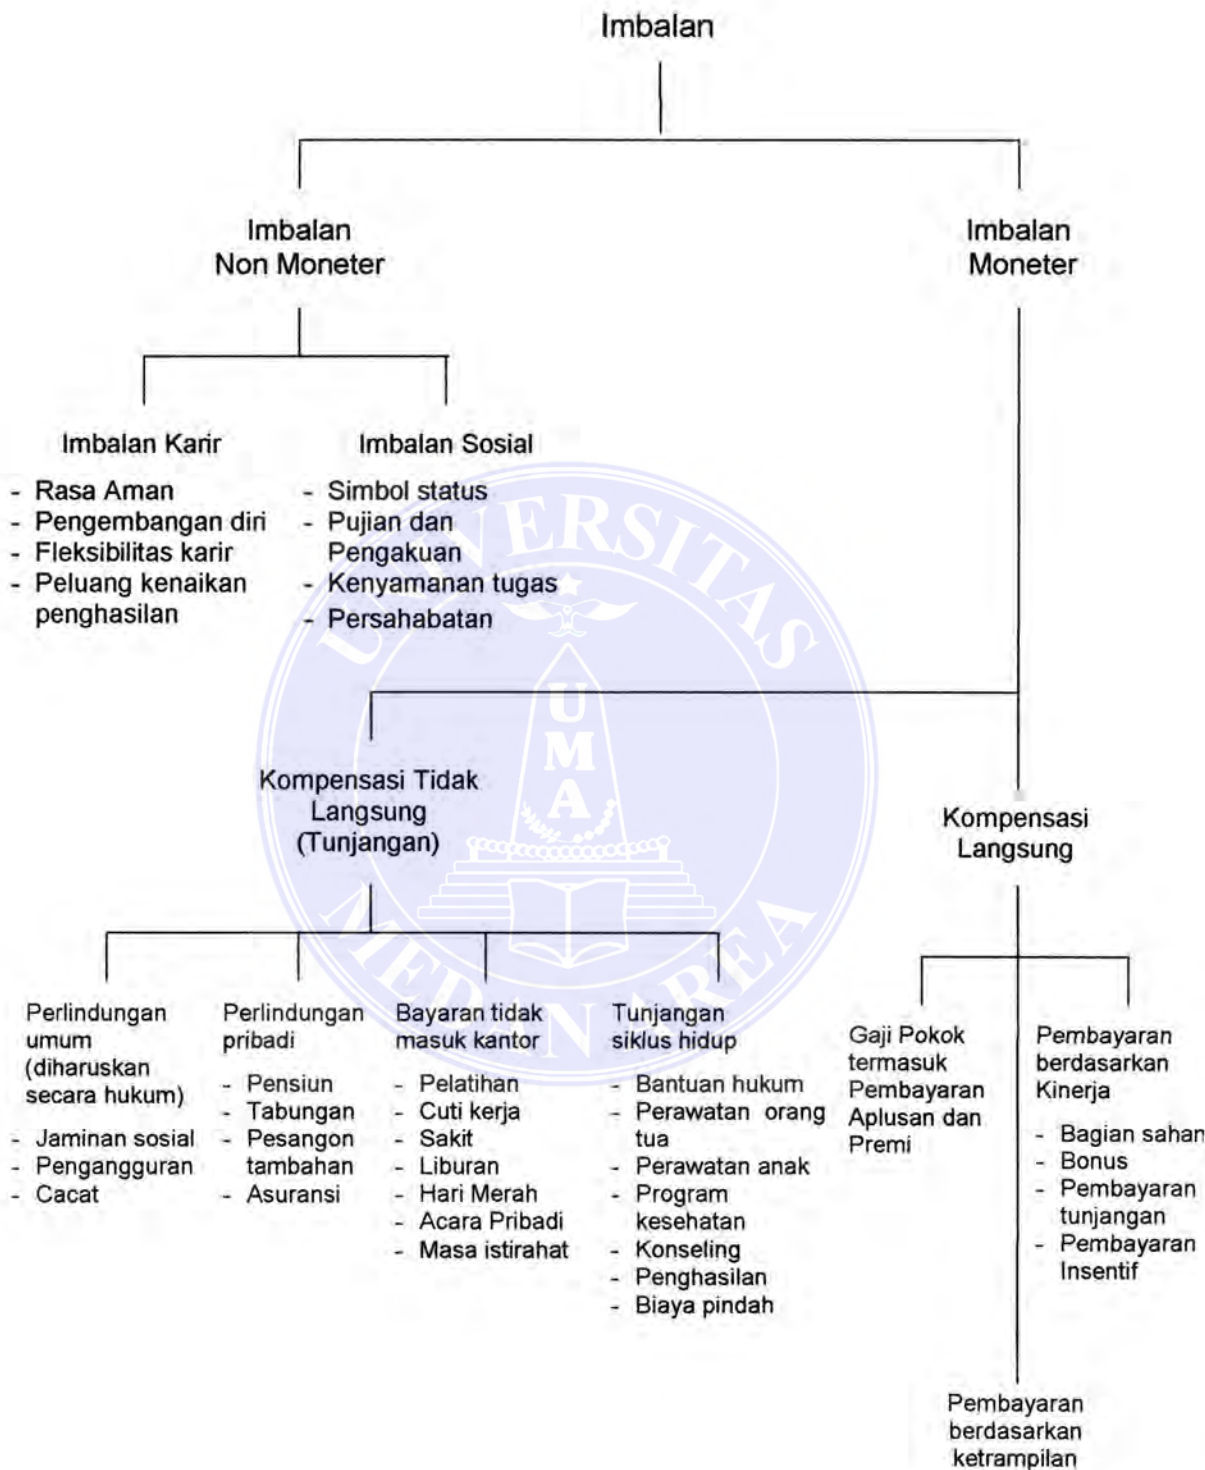 Imbalan
Imbalan
Non Moneter
Imbalan
Moneter
Imbalan Karir
- Rasa Aman
- Pengembangan diri
- Fleksibilitas karir
- Peluang kenaikan
penghasilan
Imbalan Sosial
- Simbol status
- Pujian dan
Pengakuan
- Kenyamanan tugas
- Persahabatan
Kompensasi Tidak
Langsung
(Tunjangan)
Kompensasi
Langsung
Perlindungan
umum
(diharuskan
secara hukum)
- Jaminan sosial
- Pengangguran
- Cacat
Perlindungan
pribadi
- Pensiun
- Tabungan
- Pesangon
tambahan
- Asuransi
Bayaran tidak
masuk kantor
- Pelatihan
- Cuti kerja
- Sakit
- Liburan
- Hari Merah
- Acara Pribadi
- Masa istirahat
Tunjangan
siklus hidup
- Bantuan hukum
- Perawatan orang
tua
- Perawatan anak
- Program
kesehatan
- Konseling
- Penghasilan
- Biaya pindah
Gaji Pokok
termasuk
Pembayaran
Aplusan dan
Premi
Pembayaran
berdasarkan
Kinerja
- Bagian sahan
- Bonus
- Pembayaran
tunjangan
- Pembayaran
Insentif
Pembayaran
berdasarkan
ketrampilan
UNIVERSITAS
MEDAN AREA
UMA